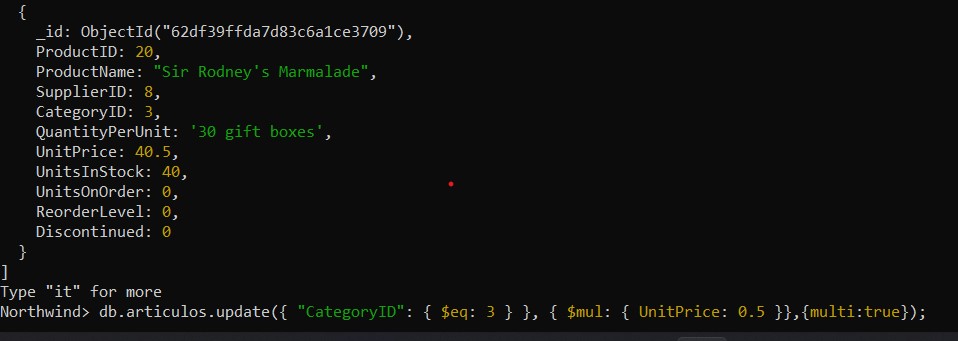 {
_id: ObjectId("62df39ffda7d83c6a1ce3709"),
ProductID: 20,
ProductName: "Sir Rodney's Marmalade",
SupplierID: 8,
CategoryID: 3,
QuantityPerUnit: '30 gift boxes',
UnitPrice: 40.5,
UnitsInStock: 40,
UnitsOnOrder: 0,
ReorderLevel: 0,
Discontinued: 0
}
]
Type "it" for more
Northwind> db.articulos.update({ "CategoryID": { $eq: 3 } }, { $mul: { UnitPrice: 0.5 }},{multi:true});